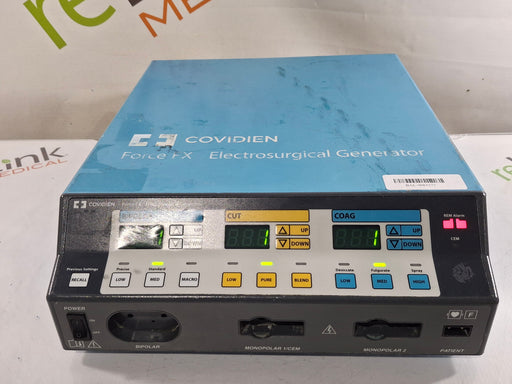 COVIDIEN
Force FX Electrosurgical Generator
COVIDIEN
CUT
COAG
REM Alarm
1 UP 1 UP
DOWN DOWN
CEM
Previous Settings
Precise Standard
Desiccate Fulgurate Spray
RECALL LOW MED MACRO LOW PURE BLEND LOW MED HIGH
POWER
BIPOLAR
MONOPOLAR 1/CEM
MONOPOLAR 2
PATIENT
F